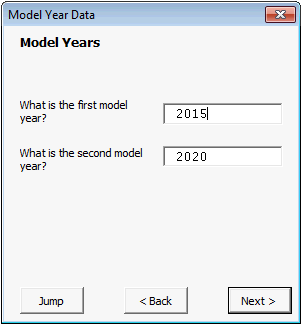 Model Year Data
Model Years
What is the first model
year?
2015
What is the second model
year?
2020
Jump
< Back
Next >